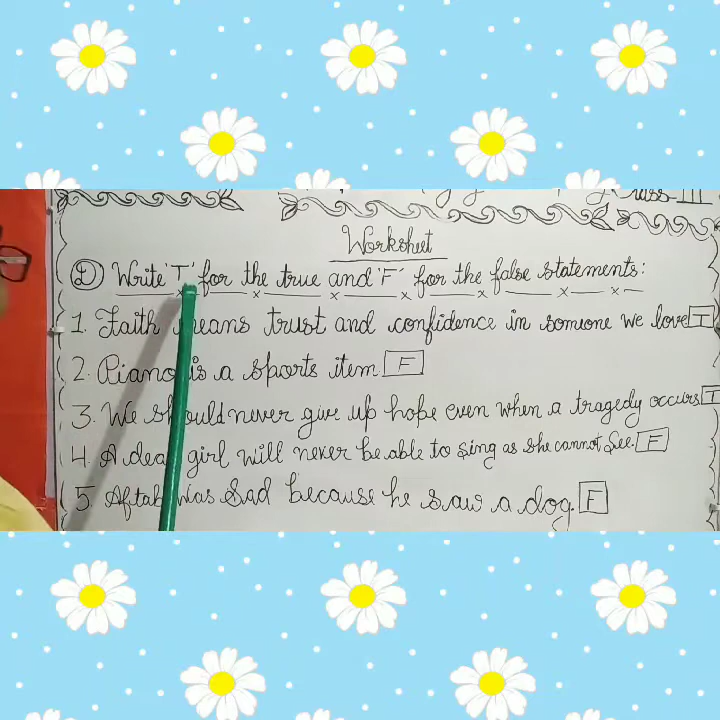 Class-III
Worksheet
D Write 'T' for the true and 'F' for the false statements:
1. Faith means trust and confidence in someone we love T
2. Piano is a sports item F
3. We should never give up hope even when a tragedy occurs T
4. A deaf girl will never be able to sing as she cannot See. F
5. Aftab was Sad because he saw a dog. F